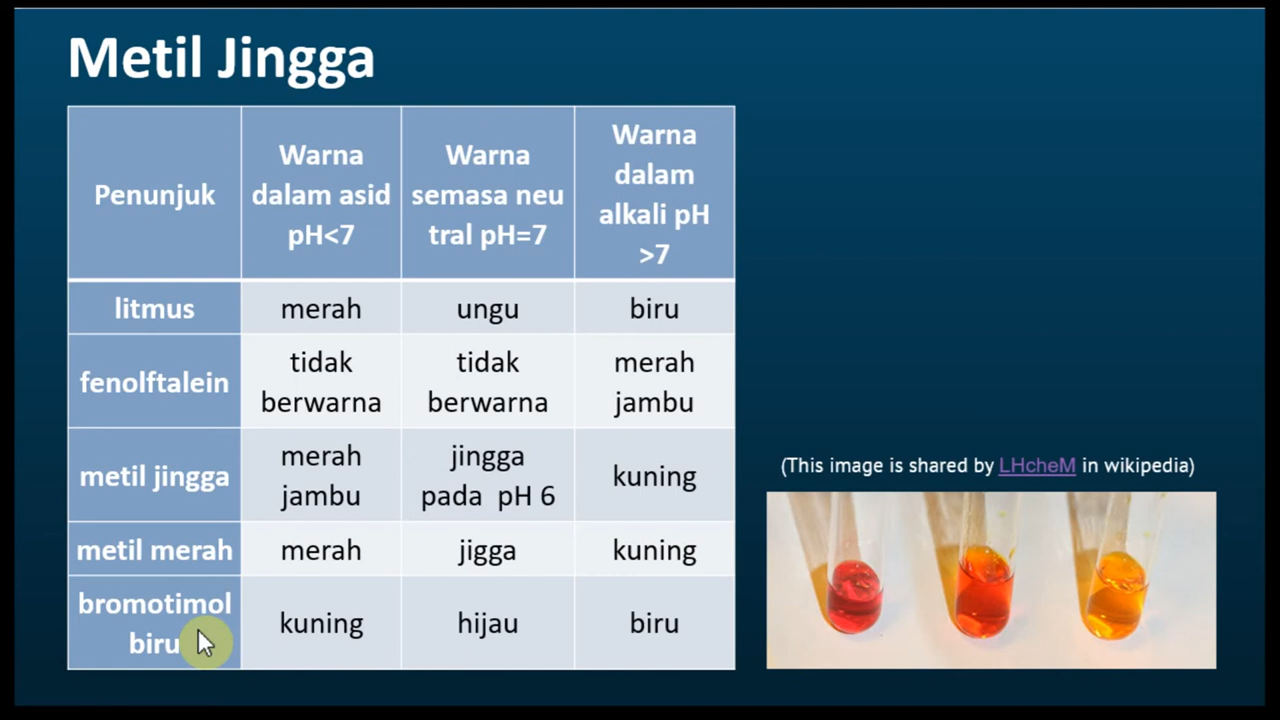 Metil Jingga
Penunjuk
Warna
dalam asid
pH<7
Warna
semasa neu
tral pH=7
Warna
dalam
alkali pH
>7
litmus
merah
ungu
biru
fenolftalein
tidak
berwarna
tidak
berwarna
merah
jambu
metil jingga
merah
jambu
jingga
pada pH 6
kuning
metil merah
merah
jigga
kuning
bromotimol
biru
kuning
hijau
biru
(This image is shared by LHcheM in wikipedia)